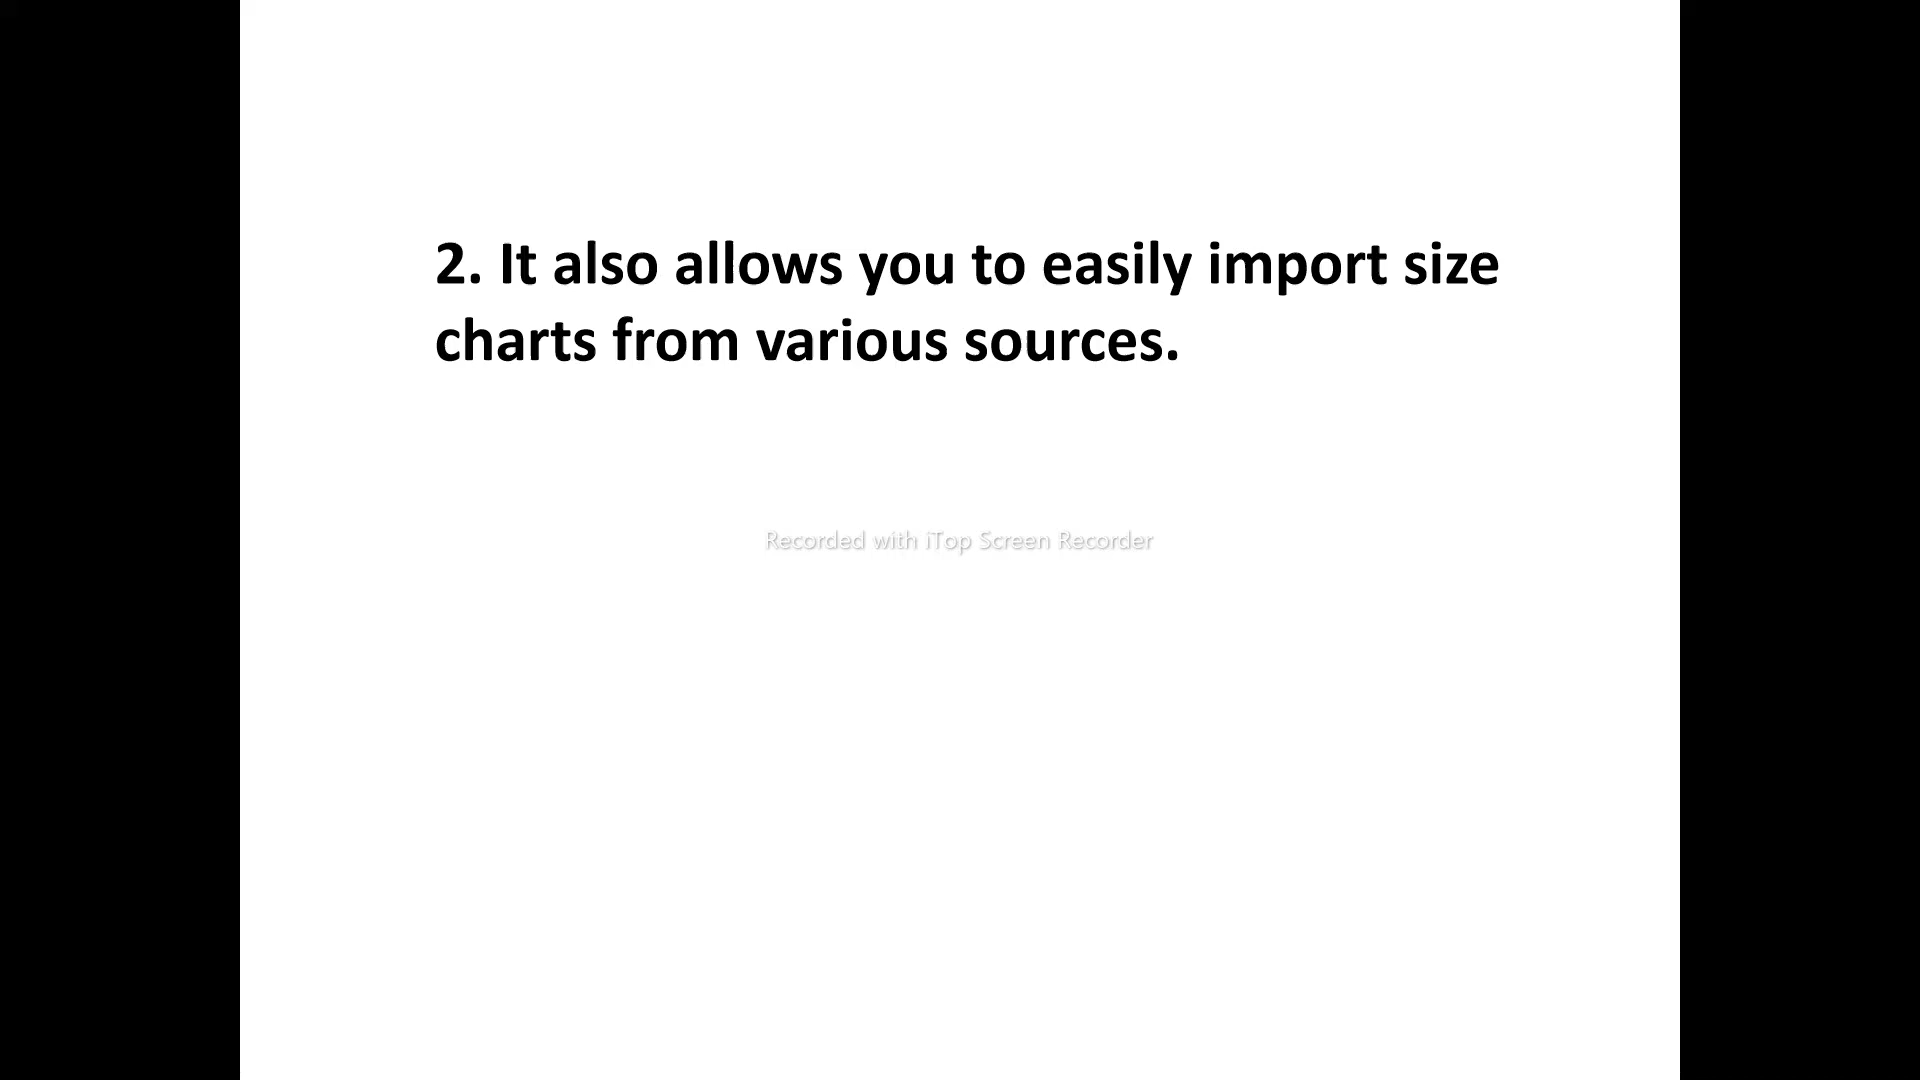 2. It also allows you to easily import size
charts from various sources.
Recorded with iTop Screen Recorder